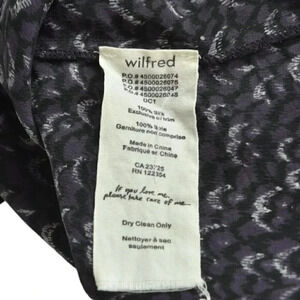 wilfred
P.O.# 4500026074
P.O.# 4500026075
P.O.# 4500026047
P.O.# 4500026048
OCT
100% Silk
Exclusive of trim
100% Soie
Garniture non comprise
Made in China
Fabriqué en Chine
CA 23725
RN 122354
If you love me,
please take care of me...
Dry Clean Only
Nettoyer à sec
seulement